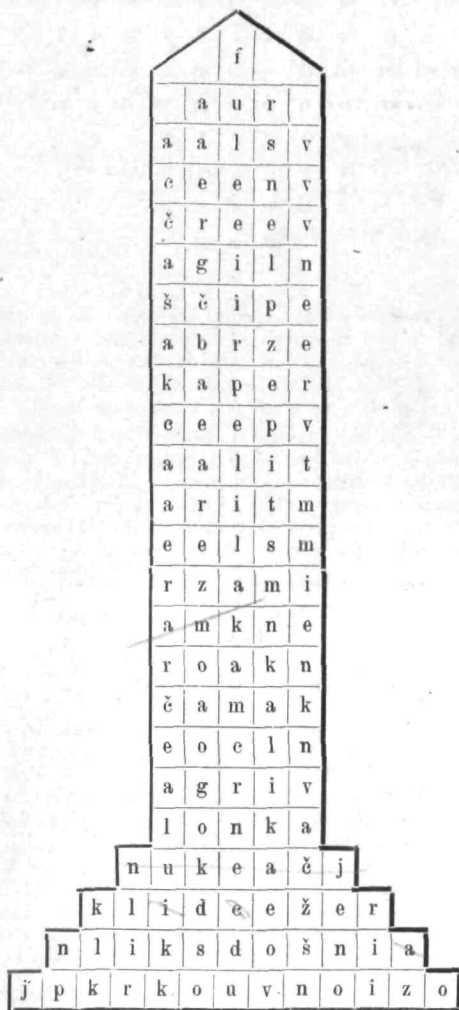 f
a u r
a a l s v
c e e n v
č r e e v
a g i l n
š č i p e
a b r z e
k a p e r
c e e p v
a a l i t
a r i t m
e e l s m
r z a m i
a m k n e
r o a k n
č a m a k
e o c l n
a g r i v
l o n k a
n u k e a č j
k l i d e e ž e r
n l i k s d o š n i a
j p k r k o u v n o i z o